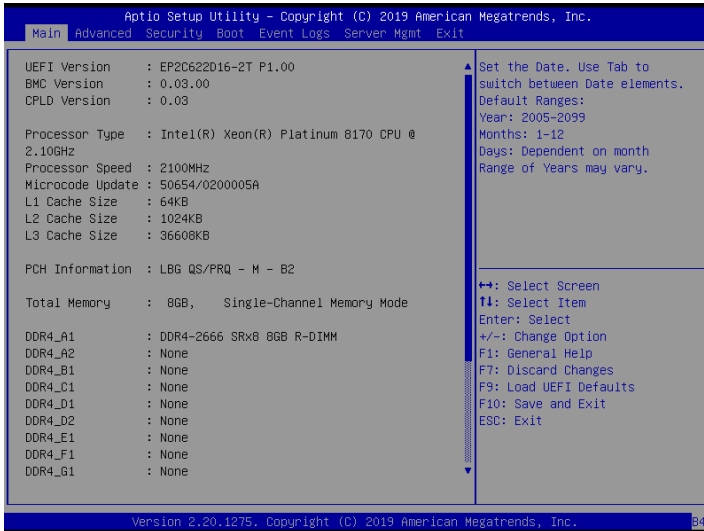 Aptio Setup Utility – Copyright (C) 2019 American Megatrends, Inc.
Main Advanced Security Boot Event Logs Server Mgmt Exit
UEFI Version : EP2C622D16-2T P1.00
BMC Version : 0.03.00
CPLD Version : 0.03
Processor Type : Intel(R) Xeon(R) Platinum 8170 CPU @
2.10GHz
Processor Speed : 2100MHz
Microcode Update : 50654/0200005A
L1 Cache Size : 64KB
L2 Cache Size : 1024KB
L3 Cache Size : 36608KB
PCH Information : LBG QS/PRQ - M - B2
Total Memory : 8GB, Single-Channel Memory Mode
DDR4_A1 : DDR4-2666 SRx8 8GB R-DIMM
DDR4_A2 : None
DDR4_B1 : None
DDR4_C1 : None
DDR4_D1 : None
DDR4_D2 : None
DDR4_E1 : None
DDR4_F1 : None
DDR4_G1 : None
Set the Date. Use Tab to
switch between Date elements.
Default Ranges:
Year: 2005-2099
Months: 1-12
Days: Dependent on month
Range of Years may vary.
↔: Select Screen
↑↓: Select Item
Enter: Select
+/-: Change Option
F1: General Help
F7: Discard Changes
F9: Load UEFI Defaults
F10: Save and Exit
ESC: Exit
Version 2.20.1275. Copyright (C) 2019 American Megatrends, Inc.
B4